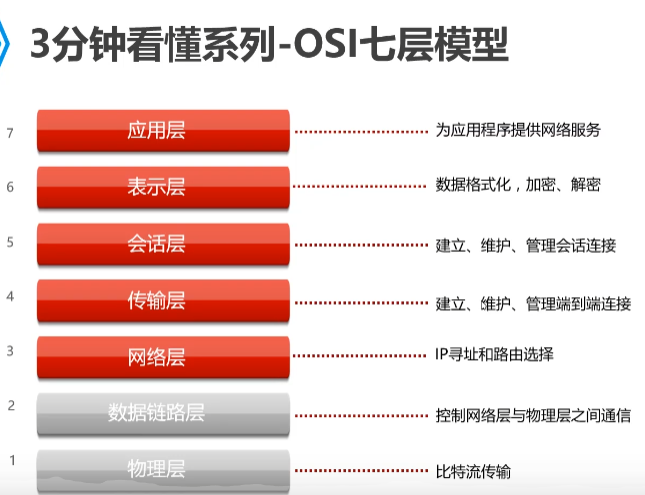 3分钟看懂系列-OSI七层模型
7 应用层 为应用程序提供网络服务
6 表示层 数据格式化，加密、解密
5 会话层 建立、维护、管理会话连接
4 传输层 建立、维护、管理端到端连接
3 网络层 IP寻址和路由选择
2 数据链路层 控制网络层与物理层之间通信
1 物理层 比特流传输